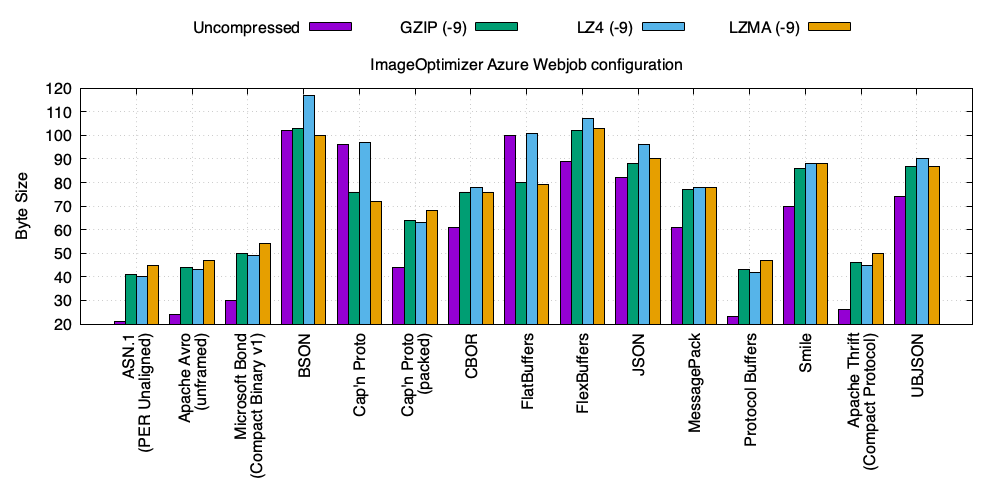 Uncompressed GZIP (-9) LZ4 (-9) LZMA (-9)
ImageOptimizer Azure Webjob configuration
Byte Size
120
110
100
90
80
70
60
50
40
30
20
ASN.1
(PER Unaligned)
Apache Avro
(unframed)
Microsoft Bond
(Compact Binary v1)
BSON
Cap'n Proto
Cap'n Proto
(packed)
CBOR
FlatBuffers
FlexBuffers
JSON
MessagePack
Protocol Buffers
Smile
Apache Thrift
(Compact Protocol)
UBJSON